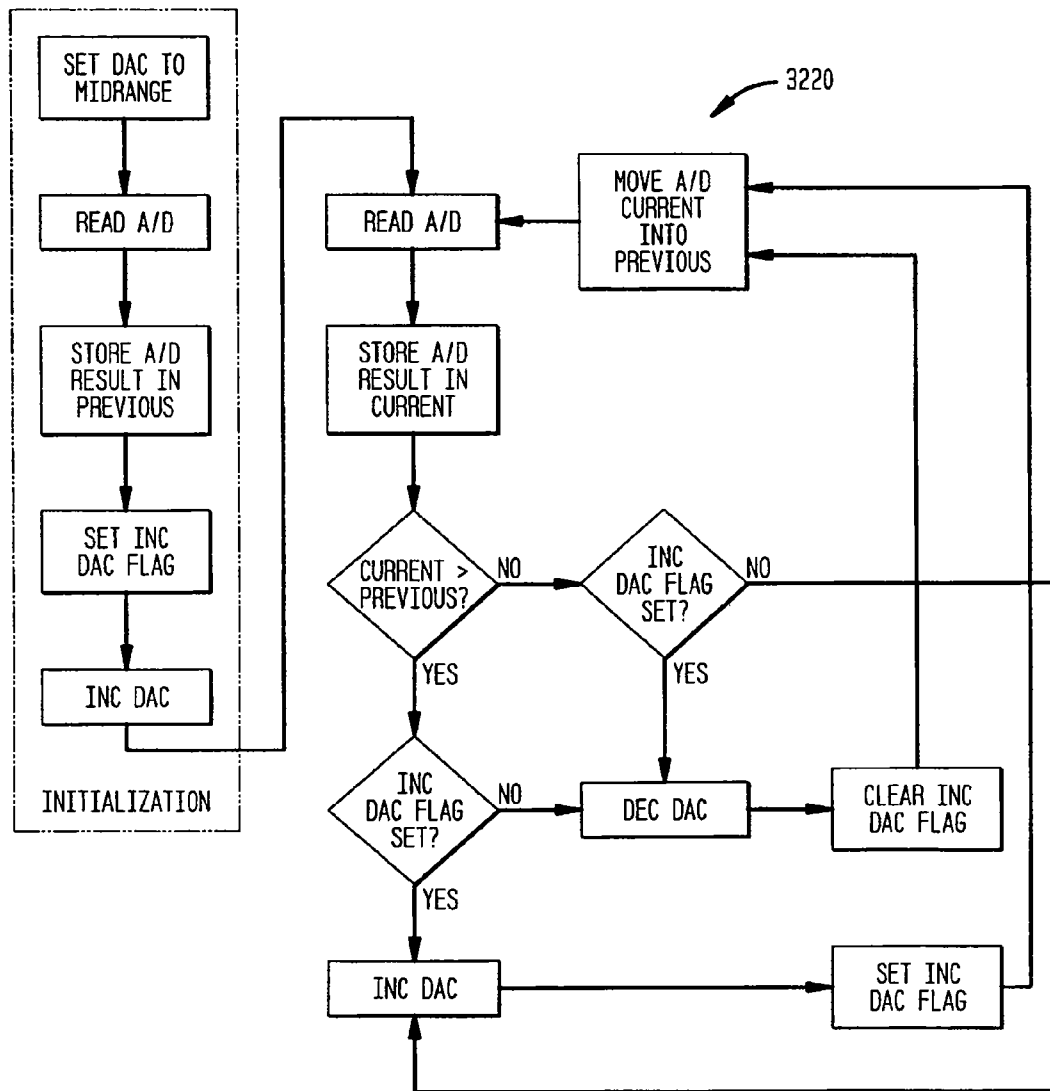 SET DAC TO
MIDRANGE
READ A/D
STORE A/D
RESULT IN
PREVIOUS
SET INC
DAC FLAG
INC DAC
INITIALIZATION
3220
READ A/D
MOVE A/D
CURRENT
INTO
PREVIOUS
STORE A/D
RESULT IN
CURRENT
CURRENT >
PREVIOUS?
NO
YES
INC
DAC FLAG
SET?
NO
YES
INC
DAC FLAG
SET?
NO
YES
DEC DAC
CLEAR INC
DAC FLAG
INC DAC
SET INC
DAC FLAG